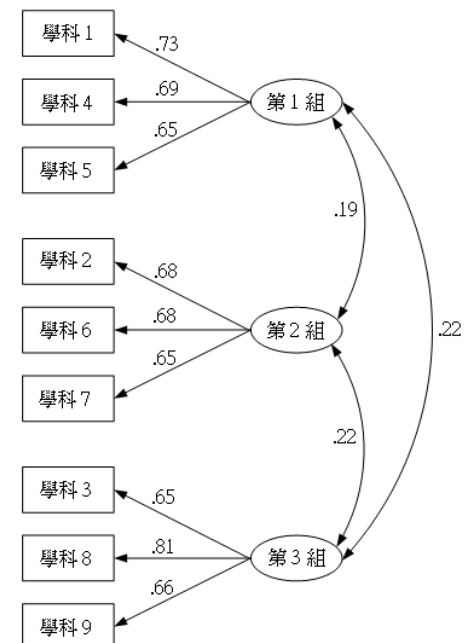 學科1
.73
學科4
.69
第1組
學科5
.65
.19
學科2
.68
學科6
.68
第2組
.22
學科7
.65
.22
學科3
.65
學科8
.81
第3組
學科9
.66